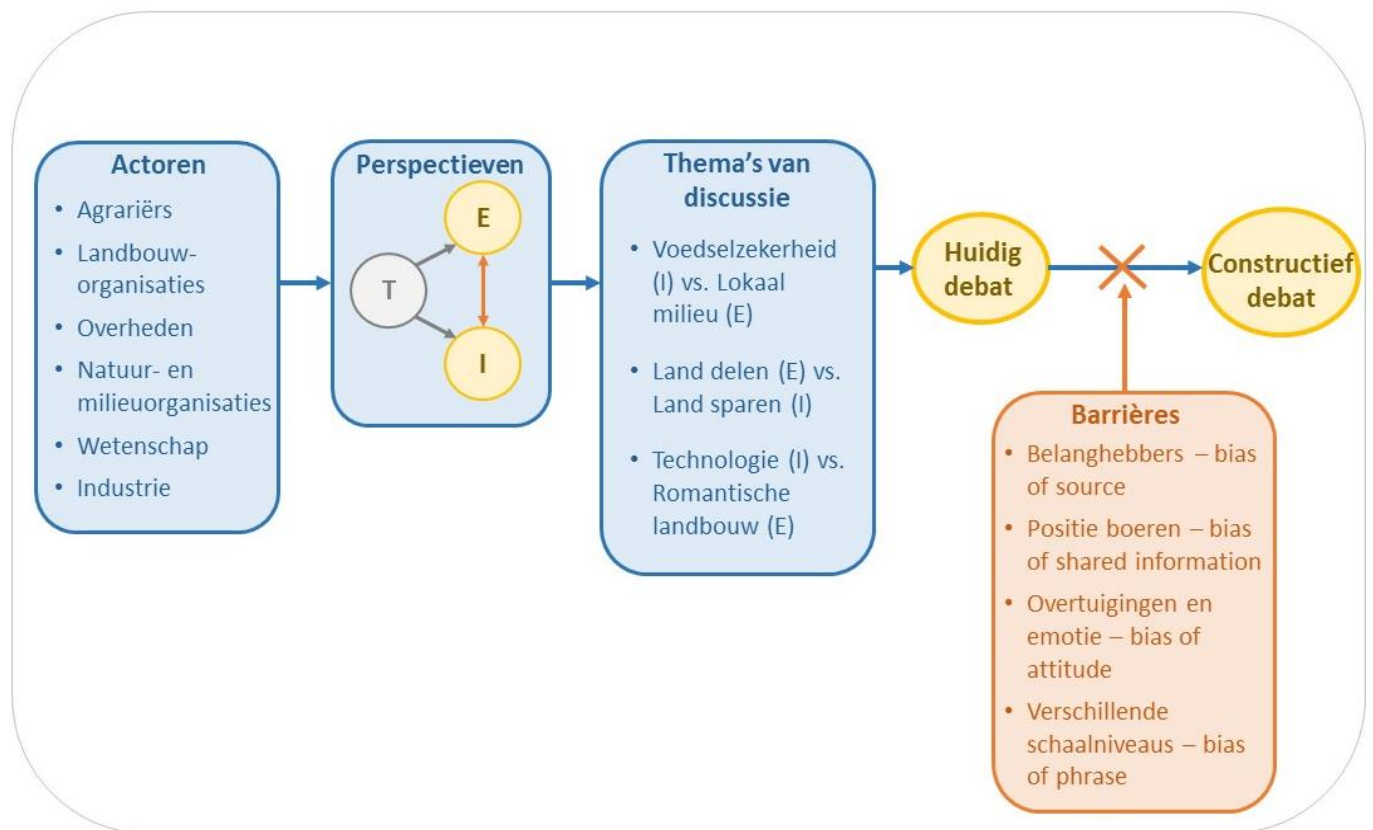 Actoren
• Agrariërs
• Landbouw-
organisaties
• Overheden
• Natuur- en
milieuorganisaties
• Wetenschap
• Industrie
Perspectieven
E
T
I
Thema's van
discussie
• Voedselzekerheid
(I) vs. Lokaal
milieu (E)
• Land delen (E) vs.
Land sparen (I)
• Technologie (I) vs.
Romantische
landbouw (E)
Huidig
debat
Constructief
debat
Barrières
• Belanghebbers – bias
of source
• Positie boeren – bias
of shared information
• Overtuigingen en
emotie – bias of
attitude
• Verschillende
schaalniveaus – bias
of phrase